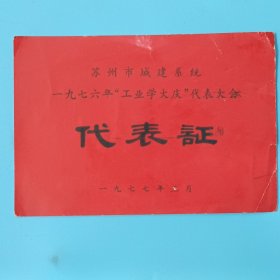 苏州市城建系统
一九七六年“工业学大庆”代表大会
代表証
一九七七年 月